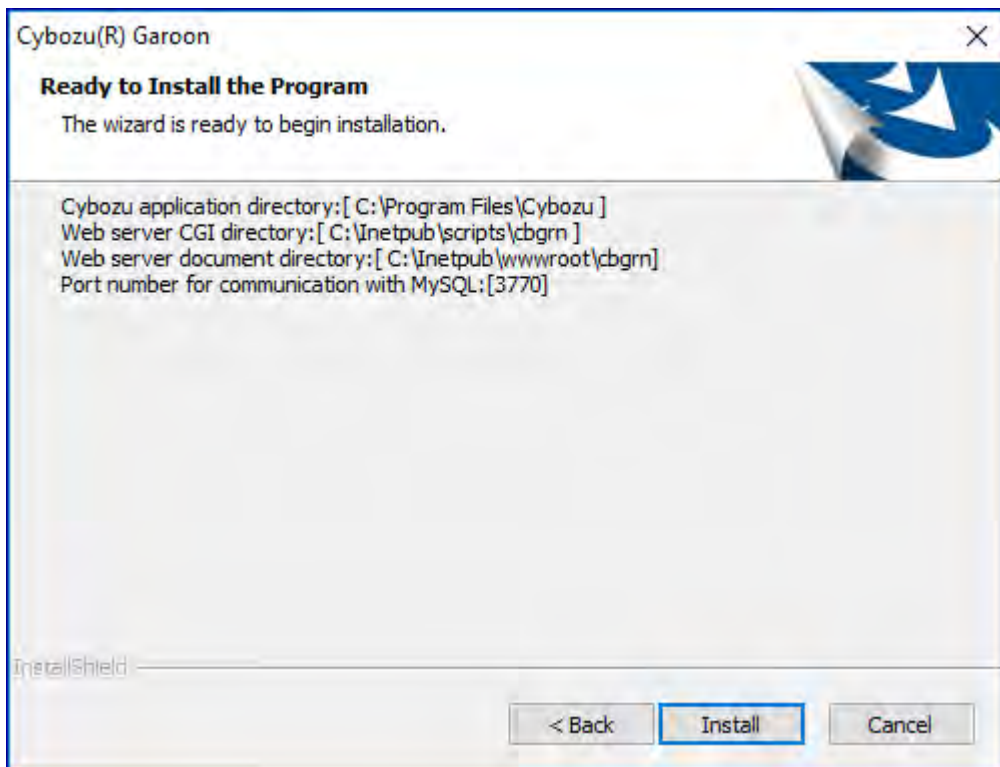 Cybozu(R) Garoon
Ready to Install the Program
The wizard is ready to begin installation.
Cybozu application directory:[ C:\Program Files\Cybozu ]
Web server CGI directory:[ C:\Inetpub\scripts\cbgrn ]
Web server document directory:[ C:\Inetpub\wwwroot\cbgrn]
Port number for communication with MySQL:[3770]
InstallShield
< Back
Install
Cancel